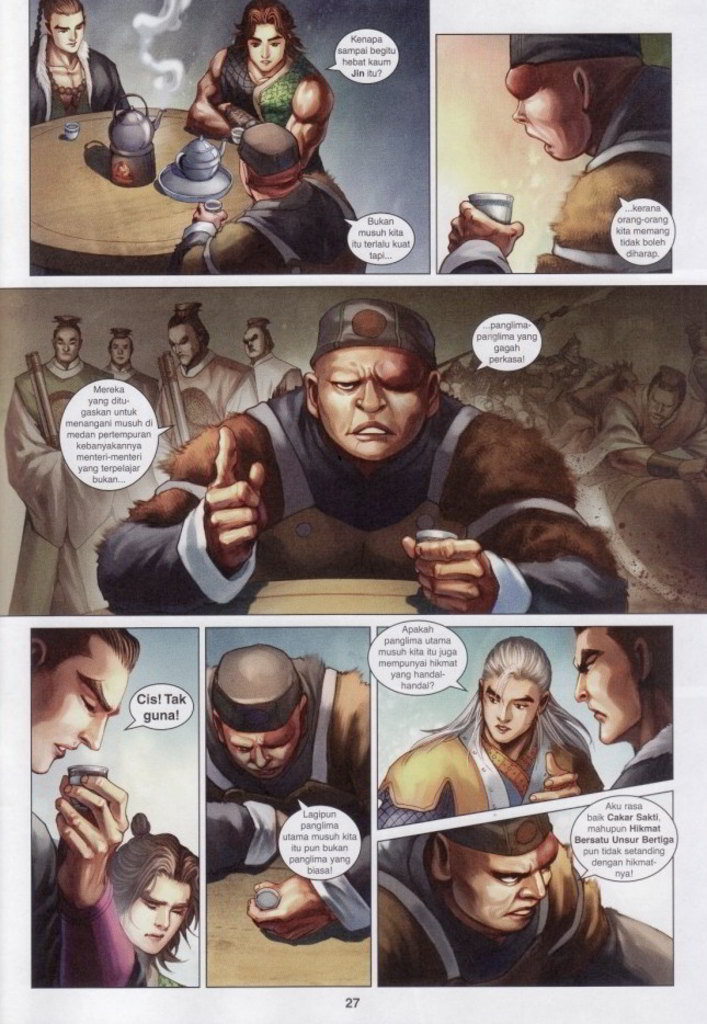 Kenapa
sampai begitu
hebat kaum
Jin itu?
Bukan
musuh kita
itu terlalu kuat
tapi...
...kerana
orang-orang
kita memang
tidak boleh
diharap.
Mereka
yang ditu-
gaskan untuk
menangani musuh di
medan pertempuran
kebanyakannya
menteri-menteri
yang terpelajar
bukan...
...panglima-
panglima yang
gagah
perkasa!
Cis! Tak
guna!
Lagipun
panglima
utama musuh kita
itu pun bukan
panglima yang
biasa!
Apakah
panglima utama
musuh kita itu juga
mempunyai hikmat
yang handal-
handal?
Aku rasa
baik Cakar Sakti,
mahupun Hikmat
Bersatu Unsur Bertiga
pun tidak setanding
dengan hikmat-
nya!
27